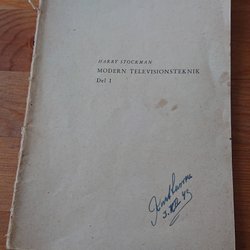 HARRY STOCKMAN
MODERN TELEVISIONSTEKNIK
Del 1